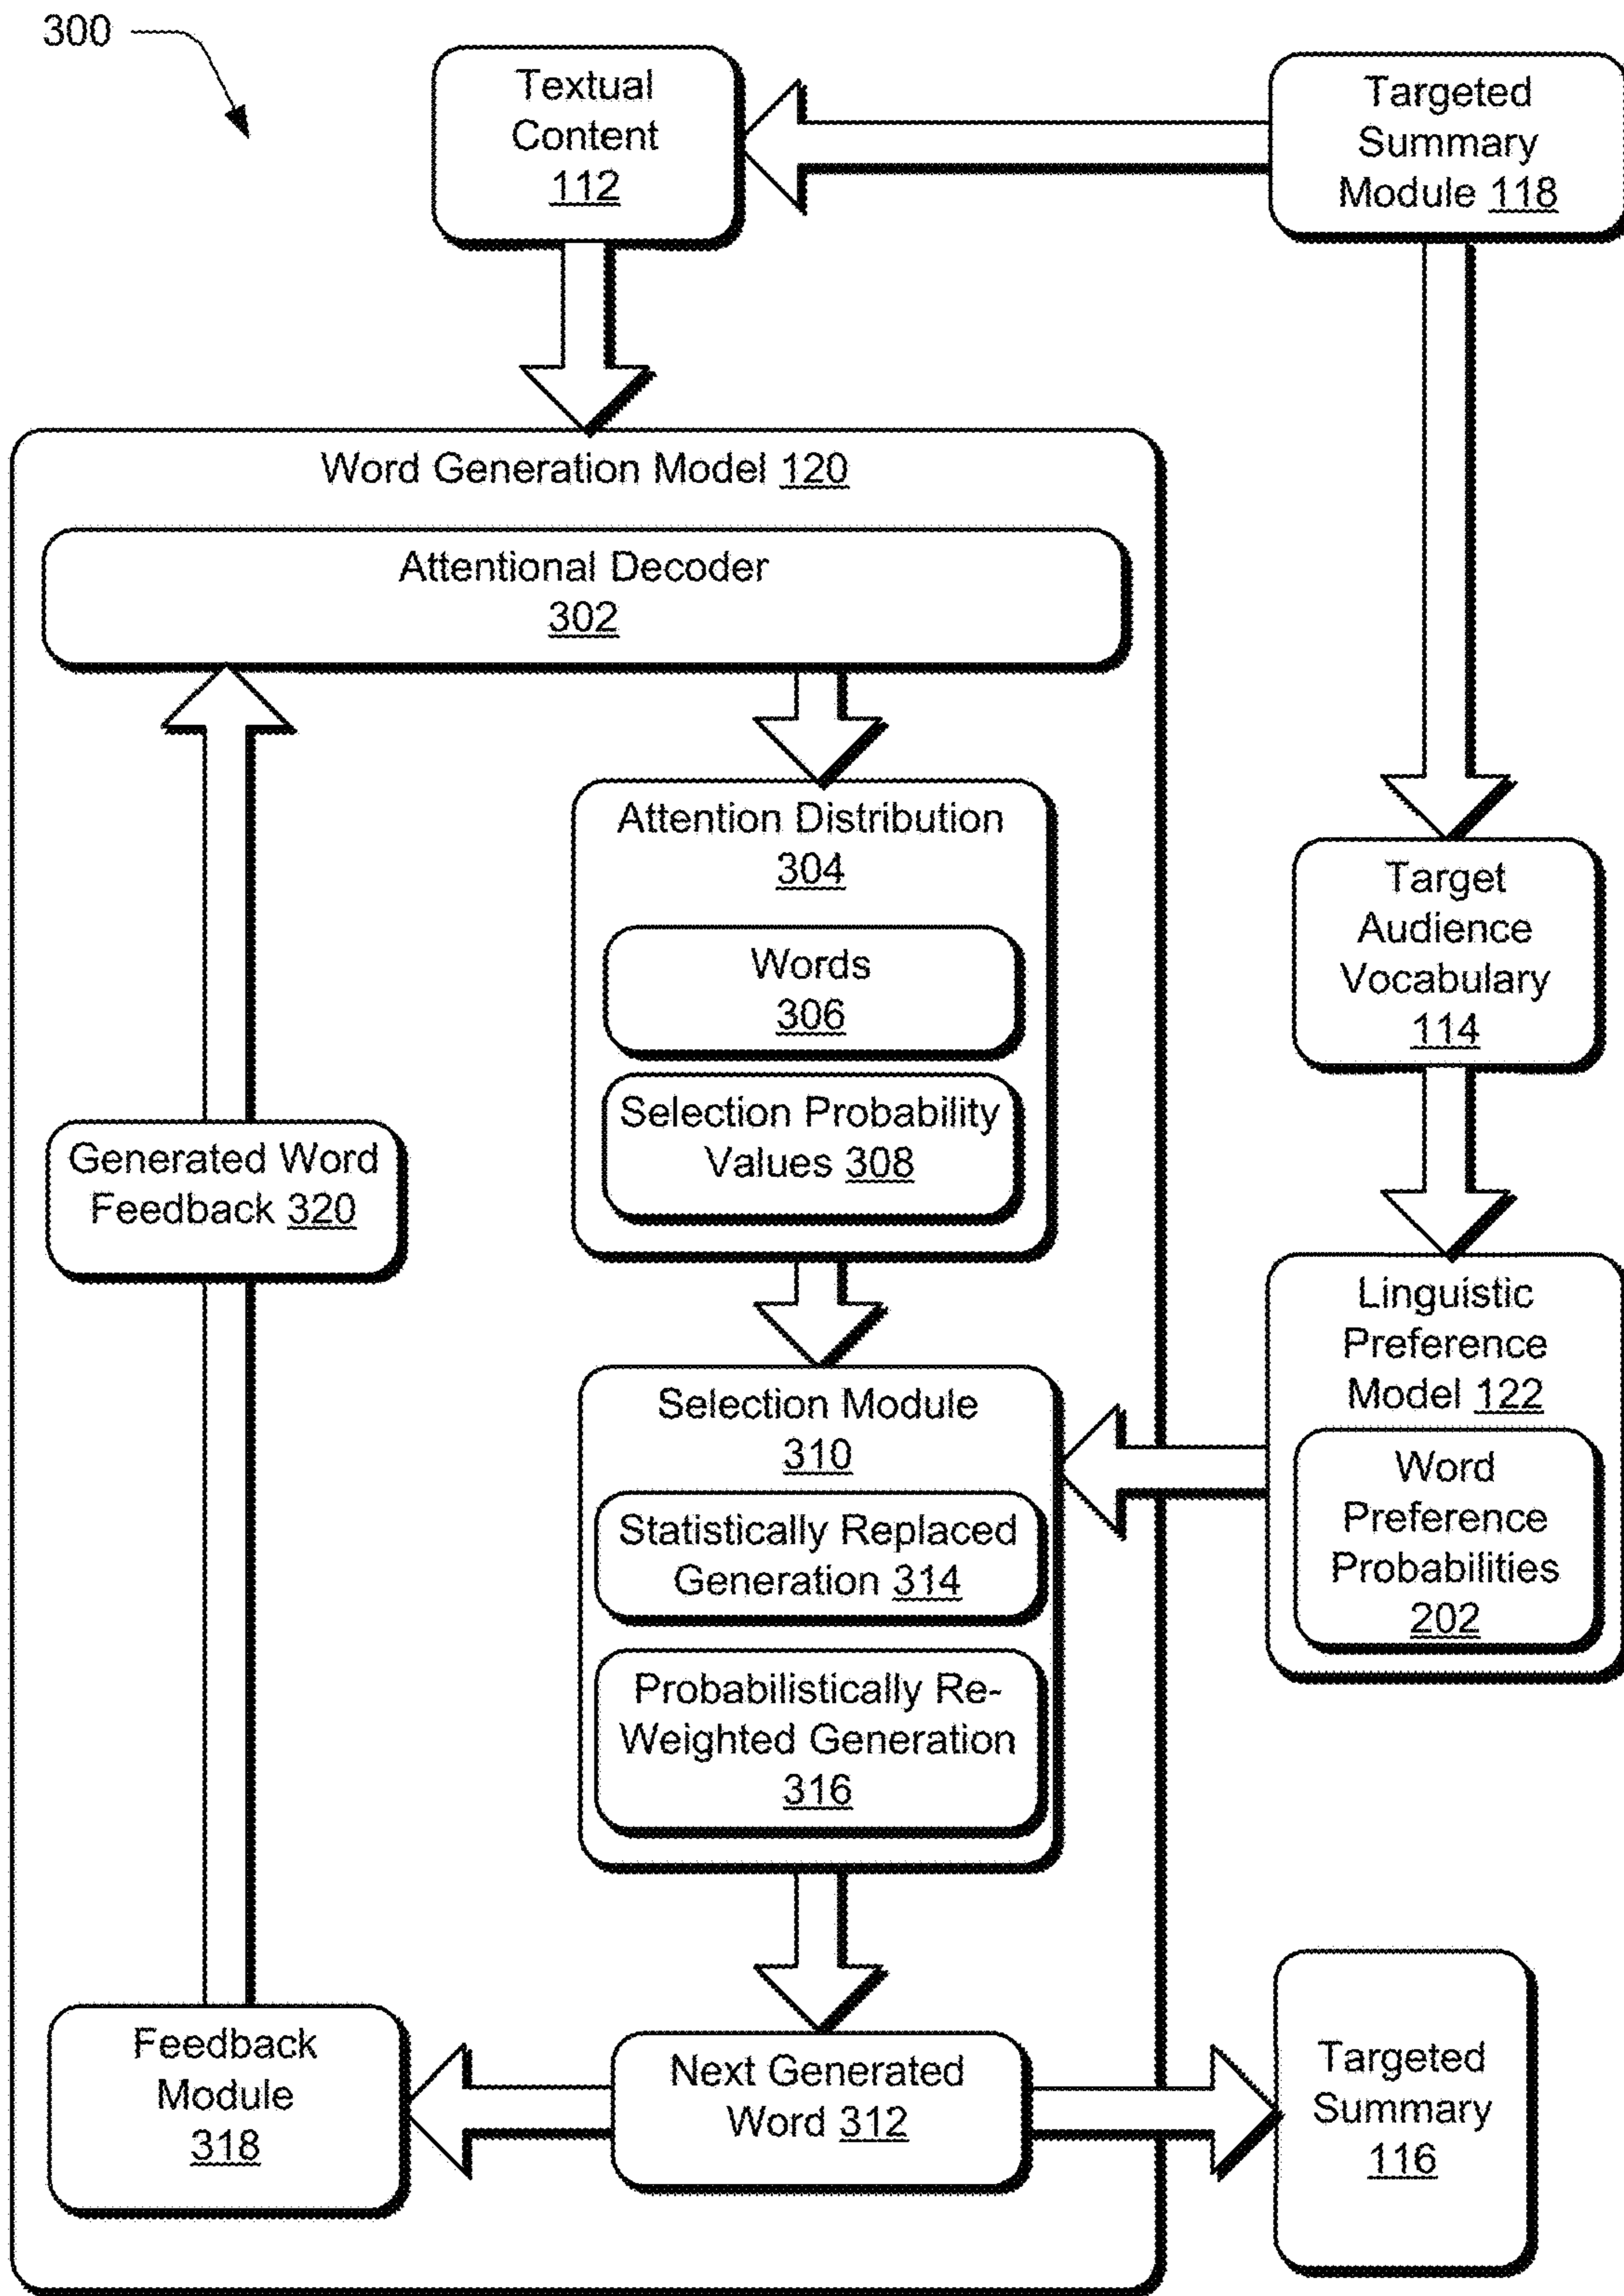 300
Textual
Content
112
Targeted
Summary
Module 118
Word Generation Model 120
Attentional Decoder
302
Attention Distribution
304
Words
306
Selection Probability
Values 308
Target
Audience
Vocabulary
114
Generated Word
Feedback 320
Linguistic
Preference
Model 122
Word
Preference
Probabilities
202
Selection Module
310
Statistically Replaced
Generation 314
Probabilistically Re-
Weighted Generation
316
Feedback
Module
318
Next Generated
Word 312
Targeted
Summary
116